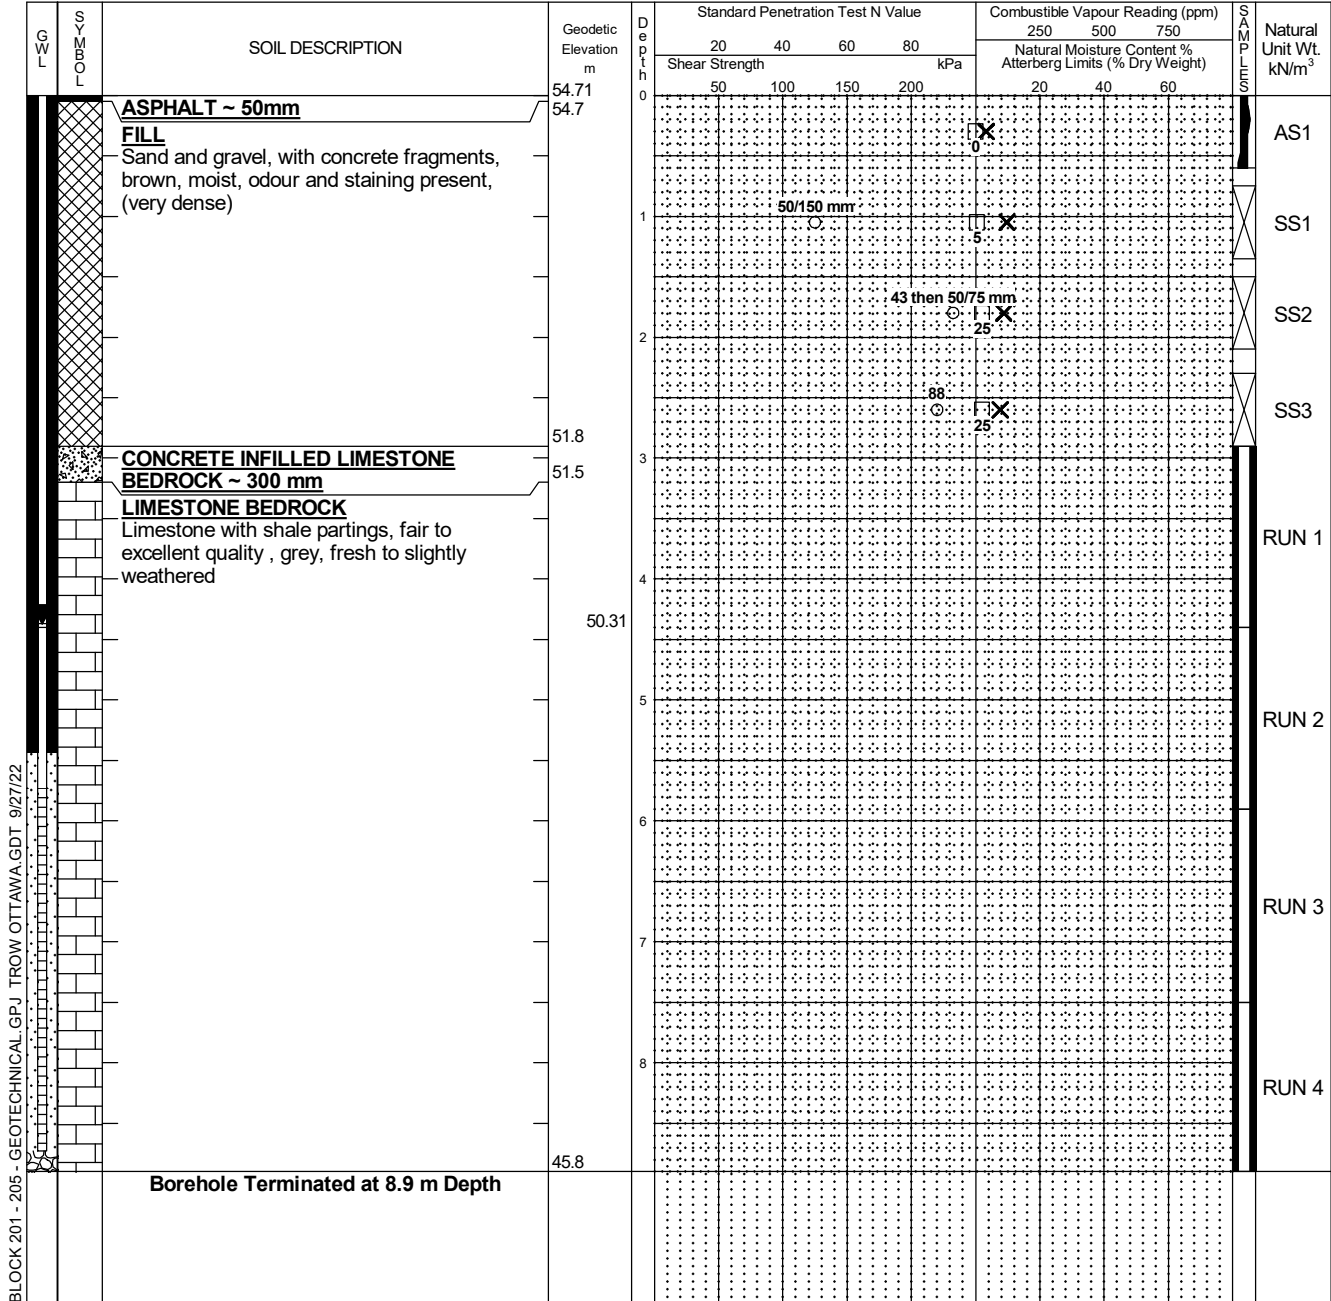 GWL
SYMBOL
SOIL DESCRIPTION
Geodetic
Elevation
m
Depth
Standard Penetration Test N Value
20 40 60 80
Shear Strength kPa
50 100 150 200
Combustible Vapour Reading (ppm)
250 500 750
Natural Moisture Content %
Atterberg Limits (% Dry Weight)
20 40 60
SAMPLES
Natural
Unit Wt.
kN/m³
54.71
0
ASPHALT ~ 50mm
54.7
FILL
Sand and gravel, with concrete fragments,
brown, moist, odour and staining present,
(very dense)
0
AS1
50/150 mm
1
5
SS1
43 then 50/75 mm
25
SS2
2
88
25
SS3
51.8
CONCRETE INFILLED LIMESTONE
BEDROCK ~ 300 mm
51.5
3
LIMESTONE BEDROCK
Limestone with shale partings, fair to
excellent quality , grey, fresh to slightly
weathered
RUN 1
4
50.31
5
RUN 2
6
RUN 3
7
8
RUN 4
45.8
Borehole Terminated at 8.9 m Depth
BLOCK 201 - 205 - GEOTECHNICAL.GPJ TROW OTTAWA.GDT 9/27/22